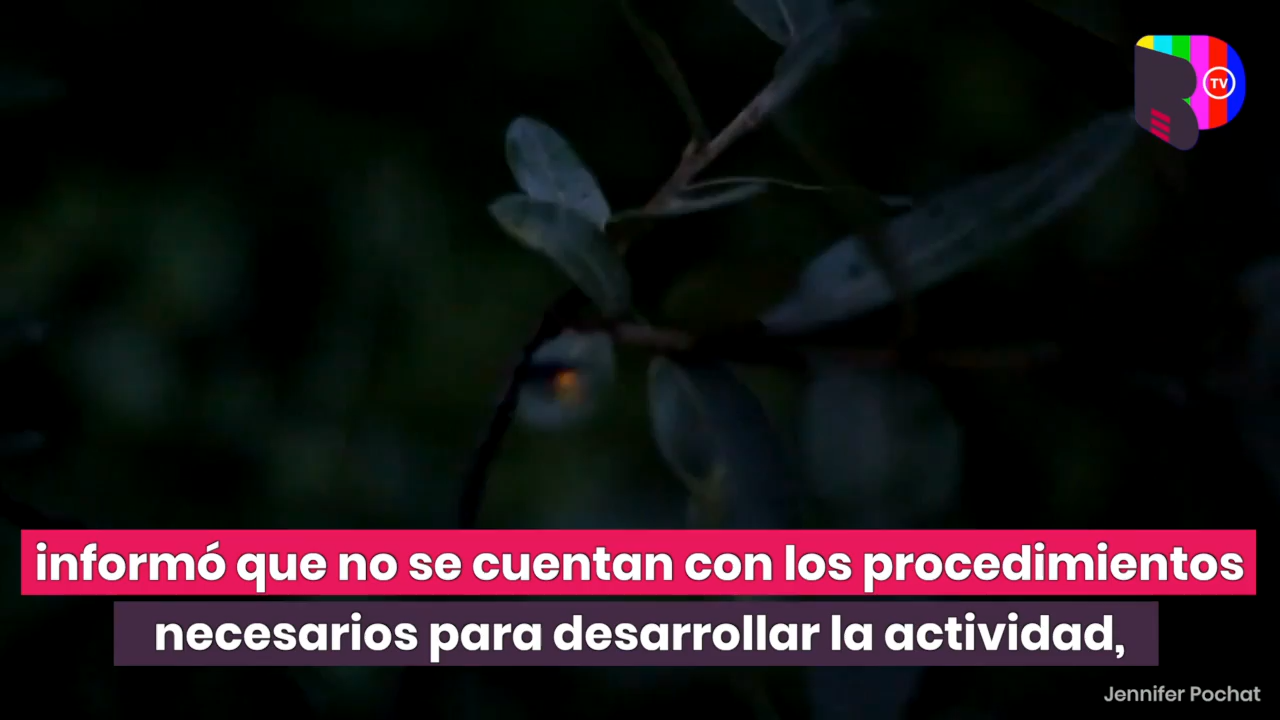 TV
informó que no se cuentan con los procedimientos
necesarios para desarrollar la actividad,
Jennifer Pochat